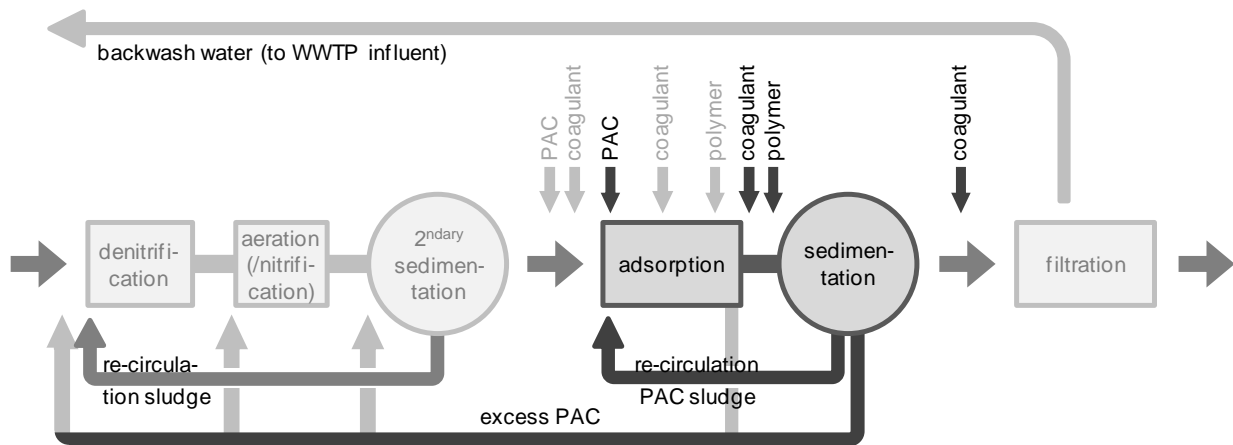 backwash water (to WWTP influent)
PAC
coagulant
PAC
coagulant
polymer
coagulant
polymer
coagulant
denitrifi-
cation
aeration
(/nitrifi-
cation)
2ndary
sedimen-
tation
adsorption
sedimen-
tation
filtration
re-circula-
tion sludge
re-circulation
PAC sludge
excess PAC